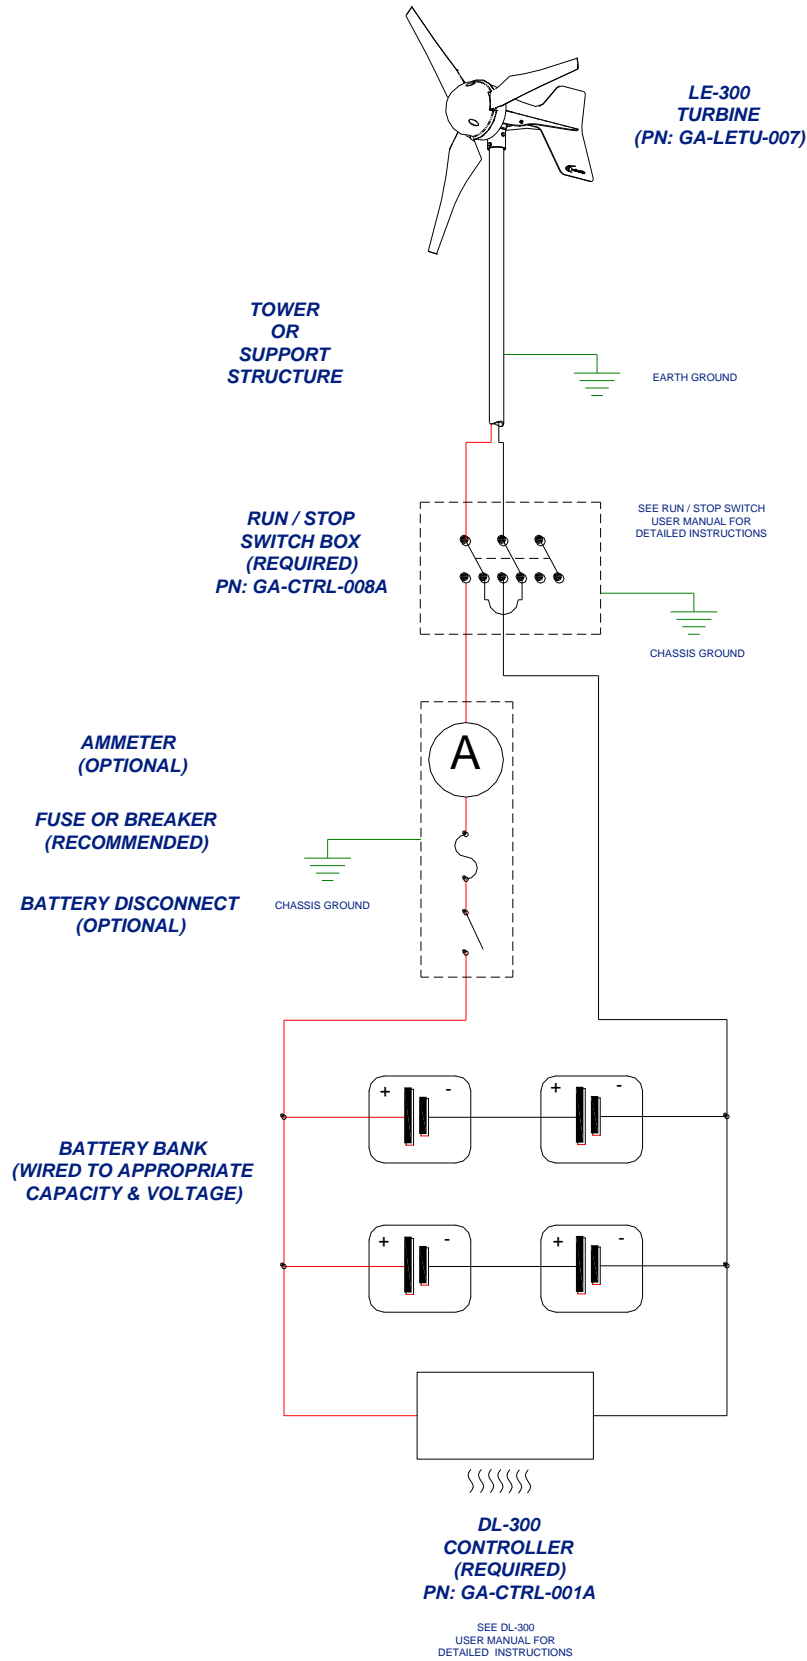 LE-300
TURBINE
(PN: GA-LETU-007)
TOWER
OR
SUPPORT
STRUCTURE
EARTH GROUND
RUN / STOP
SWITCH BOX
(REQUIRED)
PN: GA-CTRL-008A
SEE RUN / STOP SWITCH
USER MANUAL FOR
DETAILED INSTRUCTIONS
CHASSIS GROUND
AMMETER
(OPTIONAL)
A
FUSE OR BREAKER
(RECOMMENDED)
BATTERY DISCONNECT
(OPTIONAL)
CHASSIS GROUND
+ - + -
BATTERY BANK
(WIRED TO APPROPRIATE
CAPACITY & VOLTAGE)
+ - + -
DL-300
CONTROLLER
(REQUIRED)
PN: GA-CTRL-001A
SEE DL-300
USER MANUAL FOR
DETAILED INSTRUCTIONS